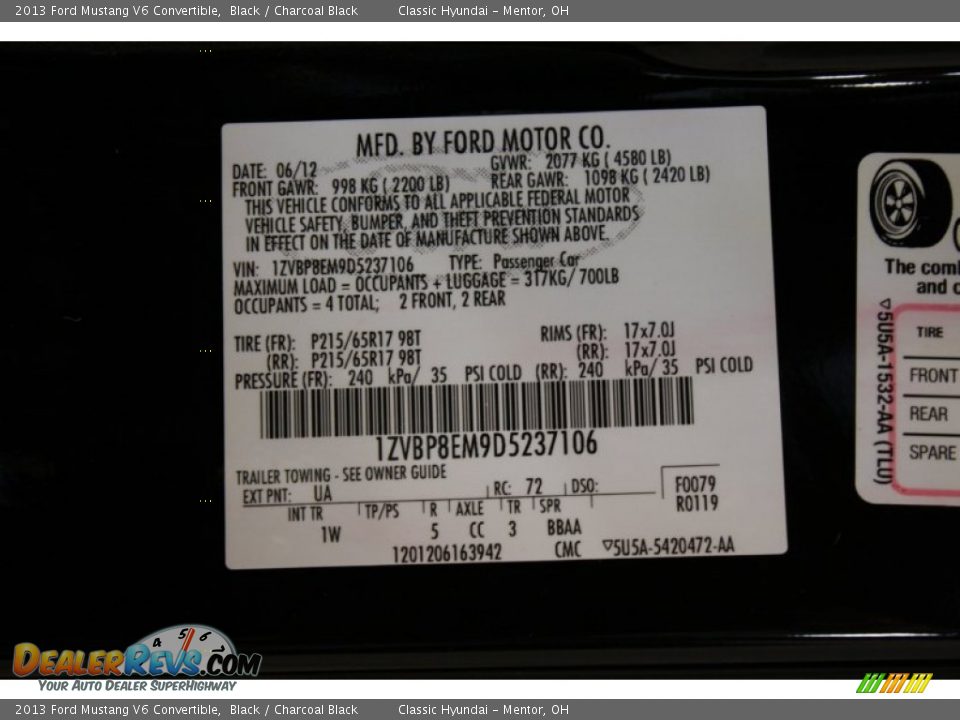 2013 Ford Mustang V6 Convertible, Black / Charcoal Black Classic Hyundai - Mentor, OH
MFD. BY FORD MOTOR CO.
DATE: 06/12 GVWR: 2077 KG ( 4580 LB)
FRONT GAWR: 998 KG ( 2200 LB) REAR GAWR: 1098 KG ( 2420 LB)
THIS VEHICLE CONFORMS TO ALL APPLICABLE FEDERAL MOTOR
VEHICLE SAFETY, BUMPER, AND THEFT PREVENTION STANDARDS
IN EFFECT ON THE DATE OF MANUFACTURE SHOWN ABOVE.
VIN: 1ZVBP8EM9D5237106 TYPE: Passenger Car
MAXIMUM LOAD = OCCUPANTS + LUGGAGE = 317KG/ 700LB
OCCUPANTS = 4 TOTAL; 2 FRONT, 2 REAR
TIRE (FR): P215/65R17 98T RIMS (FR): 17x7.0J
(RR): P215/65R17 98T (RR): 17x7.0J
PRESSURE (FR): 240 kPa/ 35 PSI COLD (RR): 240 kPa/ 35 PSI COLD
1ZVBP8EM9D5237106
TRAILER TOWING - SEE OWNER GUIDE
EXT PNT: UA RC: 72 DSO: F0079
R0119
INT TR TP/PS R AXLE TR SPR
1W 5 CC 3 BBAA
1201206163942 CMC ▽5U5A-5420472-AA
The com
and c
▽5U5A-1532-AA (TLU)
TIRE
FRONT
REAR
SPARE
4 5 6
DEALERREVS.COM
YOUR AUTO DEALER SUPERHIGHWAY
2013 Ford Mustang V6 Convertible, Black / Charcoal Black Classic Hyundai - Mentor, OH